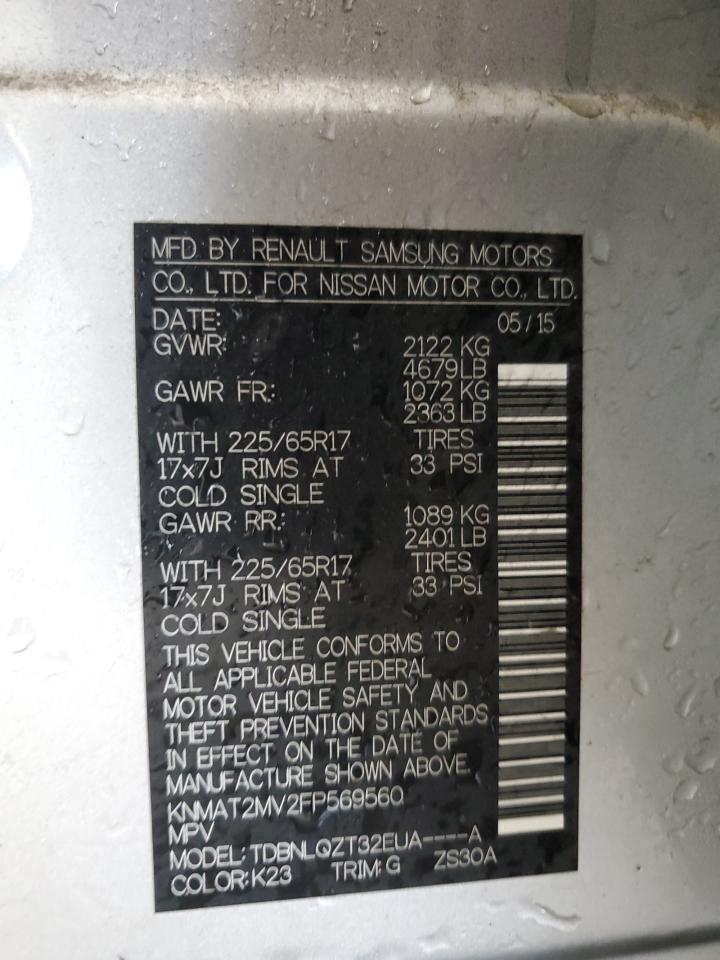 MFD BY RENAULT SAMSUNG MOTORS
CO., LTD. FOR NISSAN MOTOR CO., LTD.
DATE: 05/15
GVWR: 2122 KG
4679 LB
GAWR FR.: 1072 KG
2363 LB
WITH 225/65R17 TIRES
17x7J RIMS AT 33 PSI
COLD SINGLE
GAWR RR.: 1089 KG
2401 LB
WITH 225/65R17 TIRES
17x7J RIMS AT 33 PSI
COLD SINGLE
THIS VEHICLE CONFORMS TO
ALL APPLICABLE FEDERAL
MOTOR VEHICLE SAFETY AND
THEFT PREVENTION STANDARDS
IN EFFECT ON THE DATE OF
MANUFACTURE SHOWN ABOVE.
KNMAT2MV2FP569560
MPV
MODEL: TDBNLQZT32EUA----A
COLOR:K23 TRIM:G ZS30A